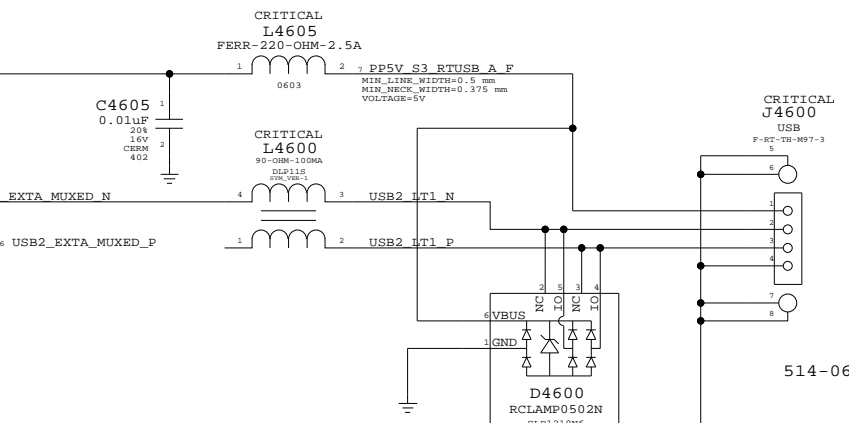 CRITICAL
L4605
FERR-220-OHM-2.5A
1
2
7 PP5V_S3_RTUSB_A_F
0603
MIN_LINE_WIDTH=0.5 mm
MIN_NECK_WIDTH=0.375 mm
VOLTAGE=5V
C4605
1
0.01uF
20%
16V
CERM
402
2
CRITICAL
L4600
90-OHM-100MA
DLP11S
SYM_VER-1
CRITICAL
J4600
USB
F-RT-TH-M97-3
5
6
EXTA_MUXED_N
4
3
USB2_LT1_N
1
2
3
4
6 USB2_EXTA_MUXED_P
1
2
USB2_LT1_P
2
5
3
4
NC
IO
NC
IO
7
8
6
VBUS
1
GND
514-06
D4600
RCLAMP0502N
SLP1210N6